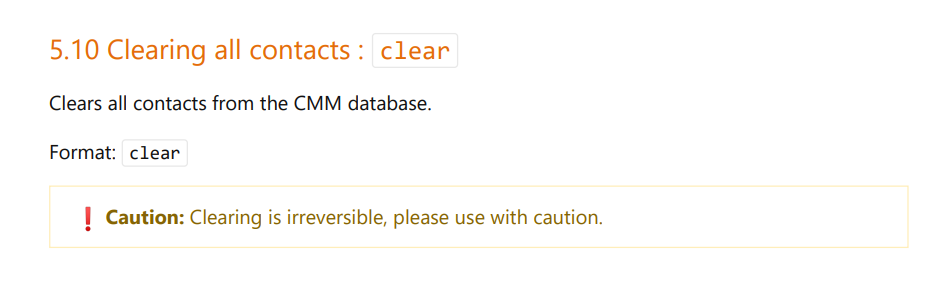 5.10 Clearing all contacts : clear
Clears all contacts from the CMM database.
Format: clear
❗ Caution: Clearing is irreversible, please use with caution.